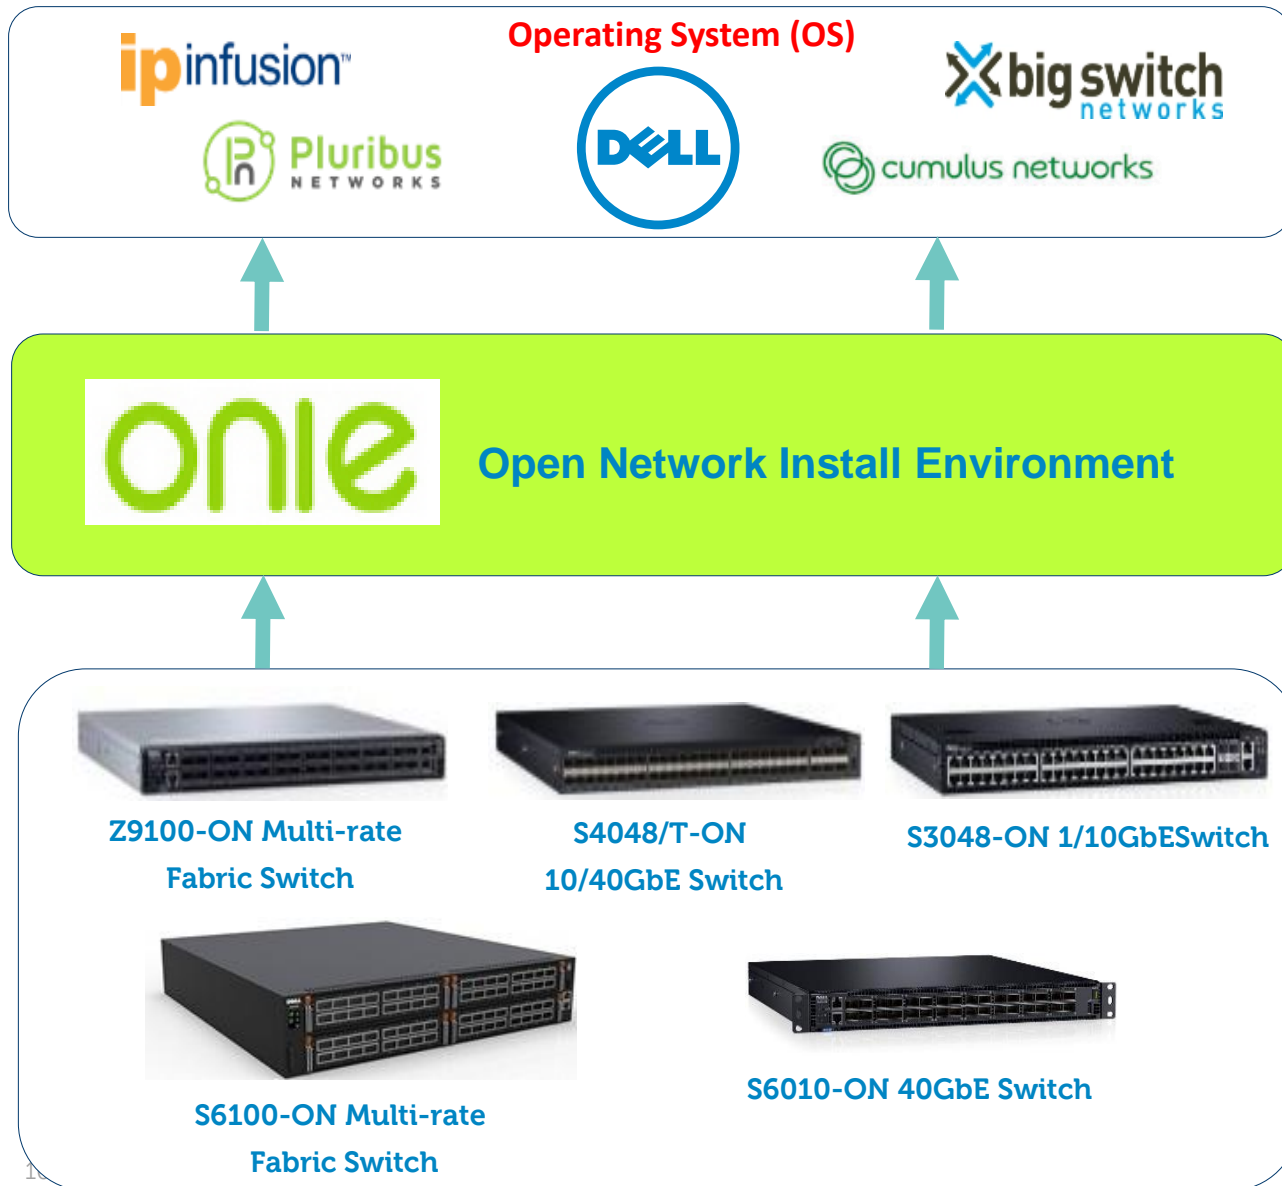 Operating System (OS)
ipinfusion™
big switch
networks
DELL
Pluribus
NETWORKS
cumulus networks
onie
Open Network Install Environment
Z9100-ON Multi-rate
Fabric Switch
S4048/T-ON
10/40GbE Switch
S3048-ON 1/10GbESwitch
S6100-ON Multi-rate
Fabric Switch
S6010-ON 40GbE Switch